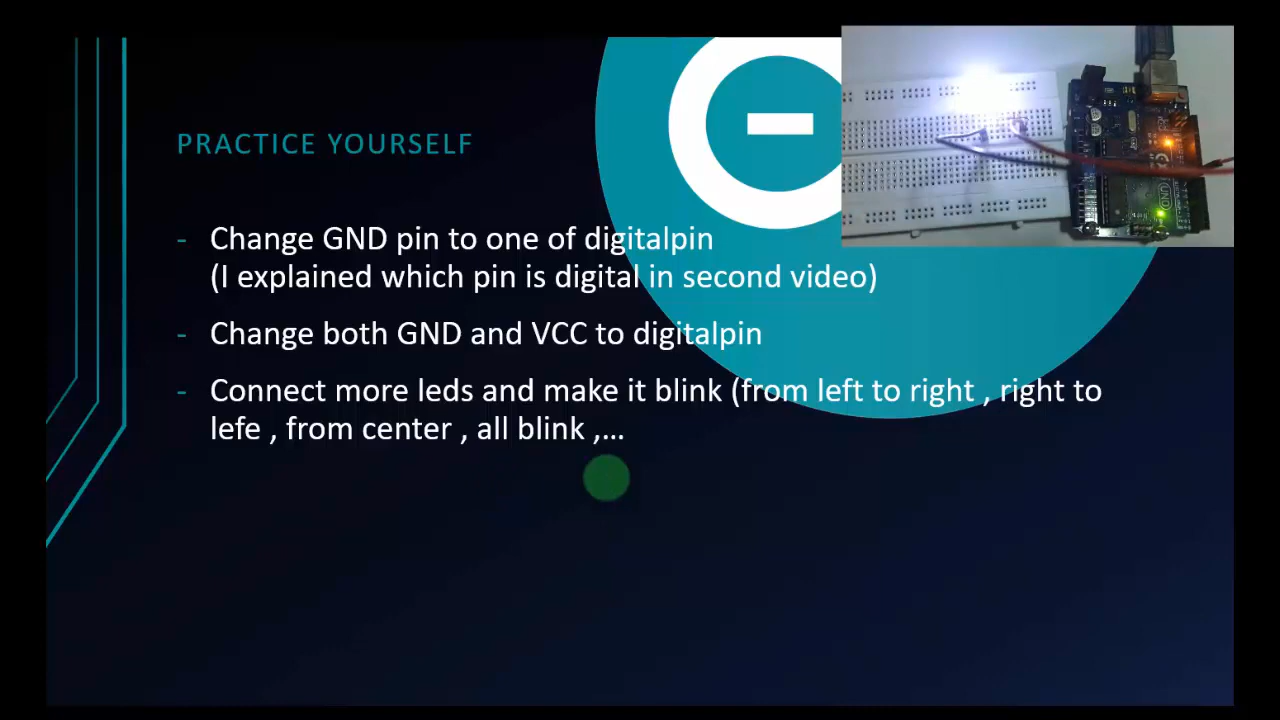 PRACTICE YOURSELF
- Change GND pin to one of digitalpin
(I explained which pin is digital in second video)
- Change both GND and VCC to digitalpin
- Connect more leds and make it blink (from left to right , right to
lefe , from center , all blink ,...
UNO